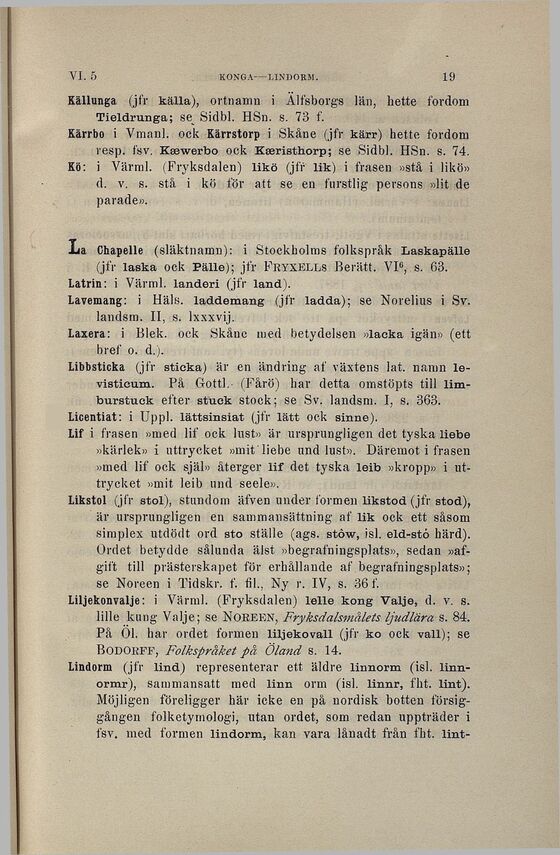 VI. 5 KONGA—LINDORM. 19
Källunga (jfr källa), ortnamn i Älfsborgs län, hette fordom
Tieldrunga; se Sidbl. HSn. s. 73 f.
Kärrbo i Vmanl. ock Kärrstorp i Skåne (jfr kärr) hette fordom
resp. fsv. Kæwerbo ock Kæristhorp; se Sidbl. HSn. s. 74.
Kö: i Värml. (Fryksdalen) likö (jfr lik) i frasen »stå i likö»
d. v. s. stå i kö för att se en furstlig persons »lit de
parade».
La Chapelle (släktnamn): i Stockholms folkspråk Laskapälle
(jfr laska ock Pälle); jfr FRYXELLS Berätt. VI⁶, s. 63.
Latrin: i Värml. landeri (jfr land).
Lavemang: i Häls. laddemang (jfr ladda); se Norelius i Sv.
landsm. II, s. lxxxvij.
Laxera: i Blek. ock Skåne med betydelsen »lacka igän» (ett
bref o. d.).
Libbsticka (jfr sticka) är en ändring af växtens lat. namn le-
visticum. På Gottl. (Fårö) har detta omstöpts till lim-
burstuck efter stuck stock; se Sv. landsm. I, s. 363.
Licentiat: i Uppl. lättsinsiat (jfr lätt ock sinne).
Lif i frasen »med lif ock lust» är ursprungligen det tyska liebe
»kärlek» i uttrycket »mit liebe und lust». Däremot i frasen
»med lif ock själ» återger lif det tyska leib »kropp» i ut-
trycket »mit leib und seele».
Likstol (jfr stol), stundom äfven under formen likstod (jfr stod),
är ursprungligen en sammansättning af lik ock ett såsom
simplex utdödt ord sto ställe (ags. stów, isl. eld-stó härd).
Ordet betydde sålunda älst »begrafningsplats», sedan »af-
gift till prästerskapet för erhållande af begrafningsplats»;
se Noreen i Tidskr. f. fil., Ny r. IV, s. 36 f.
Liljekonvalje: i Värml. (Fryksdalen) lelle kong Valje, d. v. s.
lille kung Valje; se NOREEN, Fryksdalsmålets ljudlära s. 84.
På Öl. har ordet formen liljekovall (jfr ko ock vall); se
BODORFF, Folkspråket på Öland s. 14.
Lindorm (jfr lind) representerar ett äldre linnorm (isl. linn-
ormr), sammansatt med linn orm (isl. linnr, fht. lint).
Möjligen föreligger här icke en på nordisk botten försig-
gången folketymologi, utan ordet, som redan uppträder i
fsv. med formen lindorm, kan vara lånadt från fht. lint-